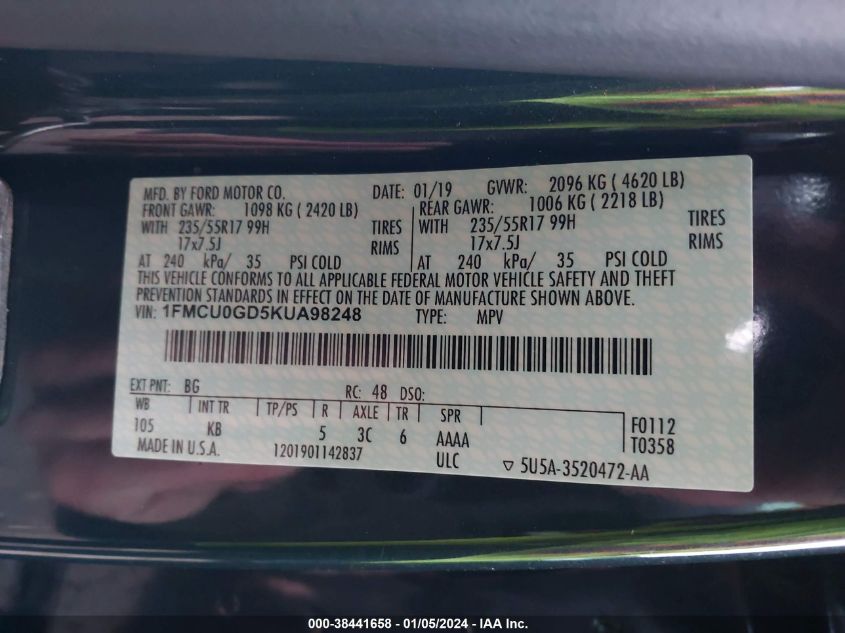 MFD. BY FORD MOTOR CO. DATE: 01/19 GVWR: 2096 KG ( 4620 LB)
FRONT GAWR: 1098 KG ( 2420 LB) REAR GAWR: 1006 KG ( 2218 LB)
WITH 235/55R17 99H TIRES WITH 235/55R17 99H TIRES
17x7.5J RIMS 17x7.5J RIMS
AT 240 kPa/ 35 PSI COLD AT 240 kPa/ 35 PSI COLD
THIS VEHICLE CONFORMS TO ALL APPLICABLE FEDERAL MOTOR VEHICLE SAFETY AND THEFT
PREVENTION STANDARDS IN EFFECT ON THE DATE OF MANUFACTURE SHOWN ABOVE.
VIN: 1FMCU0GD5KUA98248 TYPE: MPV
EXT PNT: BG RC: 48 DSO:
WB INT TR TP/PS R AXLE TR SPR F0112
105 KB 5 3C 6 AAAA T0358
MADE IN U.S.A. 1201901142837 ULC ▽ 5U5A-3520472-AA
000-38441658 - 01/05/2024 - IAA, Inc.